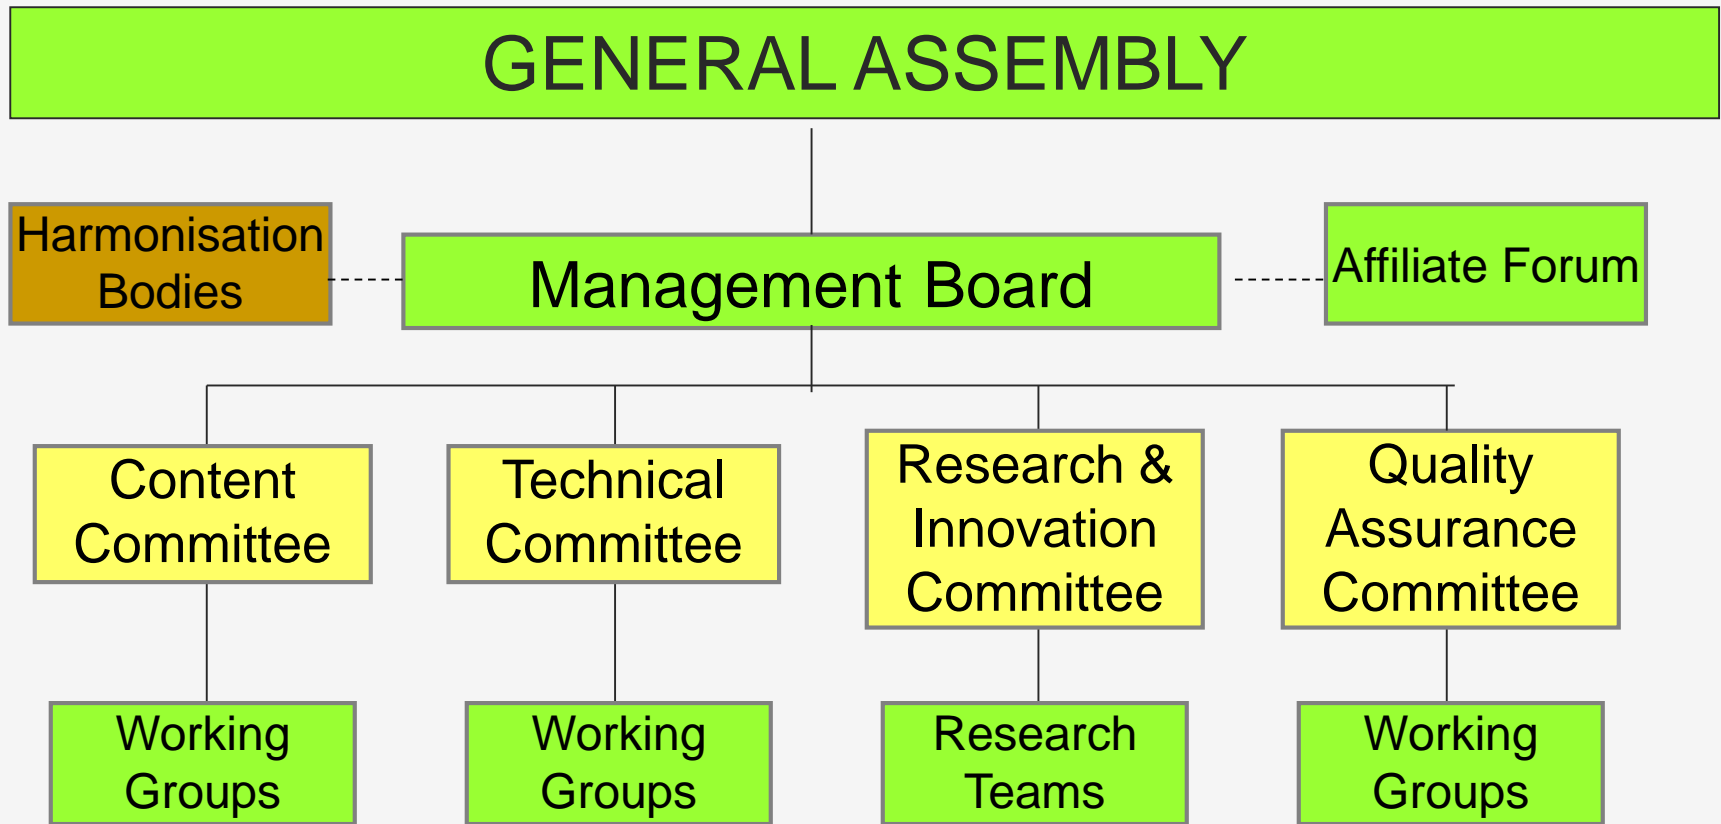 GENERAL ASSEMBLY
Harmonisation
Bodies
Management Board
Affiliate Forum
Content
Committee
Technical
Committee
Research &
Innovation
Committee
Quality
Assurance
Committee
Working
Groups
Working
Groups
Research
Teams
Working
Groups